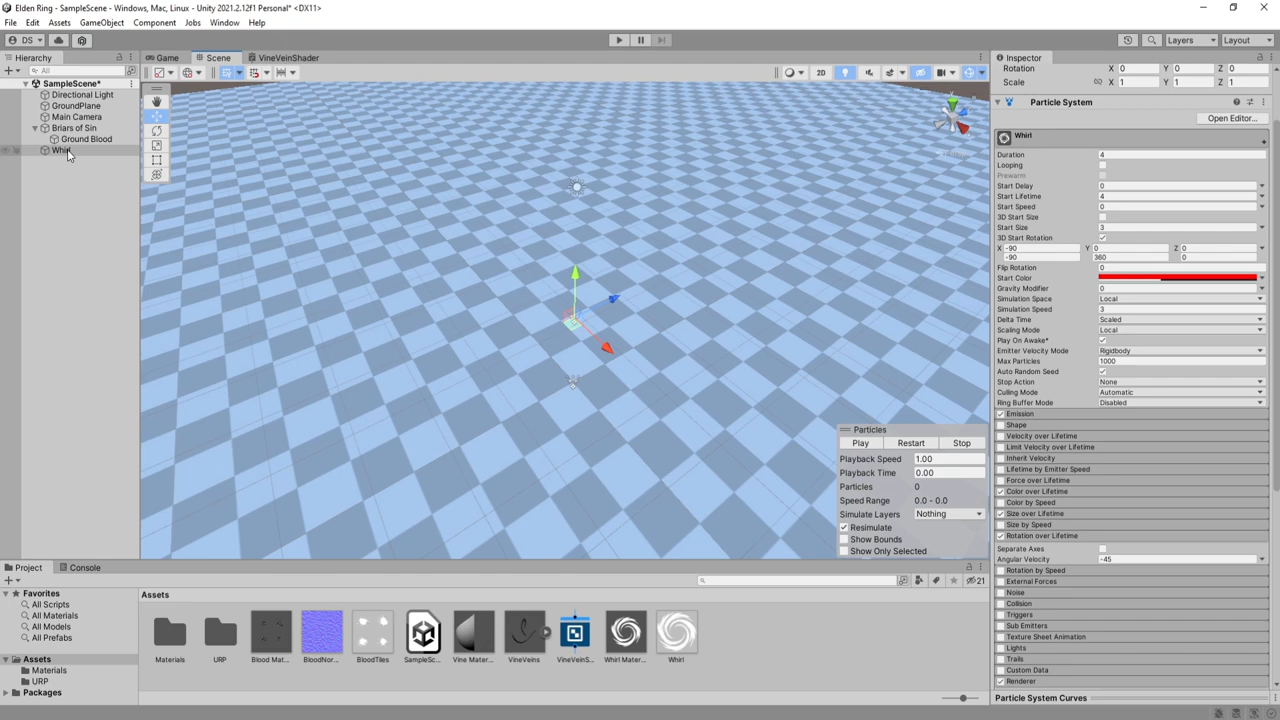 Elden Ring - SampleScene - Windows, Mac, Linux - Unity 2021.2.12f1 Personal* <DX11>
File Edit Assets GameObject Component Jobs Window Help
DS Layers Layout
Hierarchy
All
SampleScene*
Directional Light
GroundPlane
Main Camera
Briars of Sin
Ground Blood
Whirl
Game Scene VineVeinShader
2D
Particles
Play Restart Stop
Playback Speed 1.00
Playback Time 0.00
Particles 0
Speed Range 0.0 - 0.0
Simulate Layers Nothing
Resimulate
Show Bounds
Show Only Selected
Inspector
Rotation X 0 Y 0 Z 0
Scale X 1 Y 1 Z 1
Particle System
Open Editor...
Whirl
Duration 4
Looping
Prewarm
Start Delay 0
Start Lifetime 4
Start Speed 0
3D Start Size
Start Size 3
3D Start Rotation
X -90 Y 0 Z 0
-90 360 0
Flip Rotation 0
Start Color
Gravity Modifier 0
Simulation Space Local
Simulation Speed 3
Delta Time Scaled
Scaling Mode Local
Play On Awake*
Emitter Velocity Mode Rigidbody
Max Particles 1000
Auto Random Seed
Stop Action None
Culling Mode Automatic
Ring Buffer Mode Disabled
Emission
Shape
Velocity over Lifetime
Limit Velocity over Lifetime
Inherit Velocity
Lifetime by Emitter Speed
Force over Lifetime
Color over Lifetime
Color by Speed
Size over Lifetime
Size by Speed
Rotation over Lifetime
Separate Axes
Angular Velocity -45
Rotation by Speed
External Forces
Noise
Collision
Triggers
Sub Emitters
Texture Sheet Animation
Lights
Trails
Custom Data
Renderer
Particle System Curves
Project Console
21
Favorites
All Scripts
All Materials
All Models
All Prefabs
Assets
Materials
URP
Packages
Assets
Materials URP Blood Mat... BloodNor... BloodTiles SampleSc... Vine Mater... VineVeins VineVeinS... Whirl Mater... Whirl